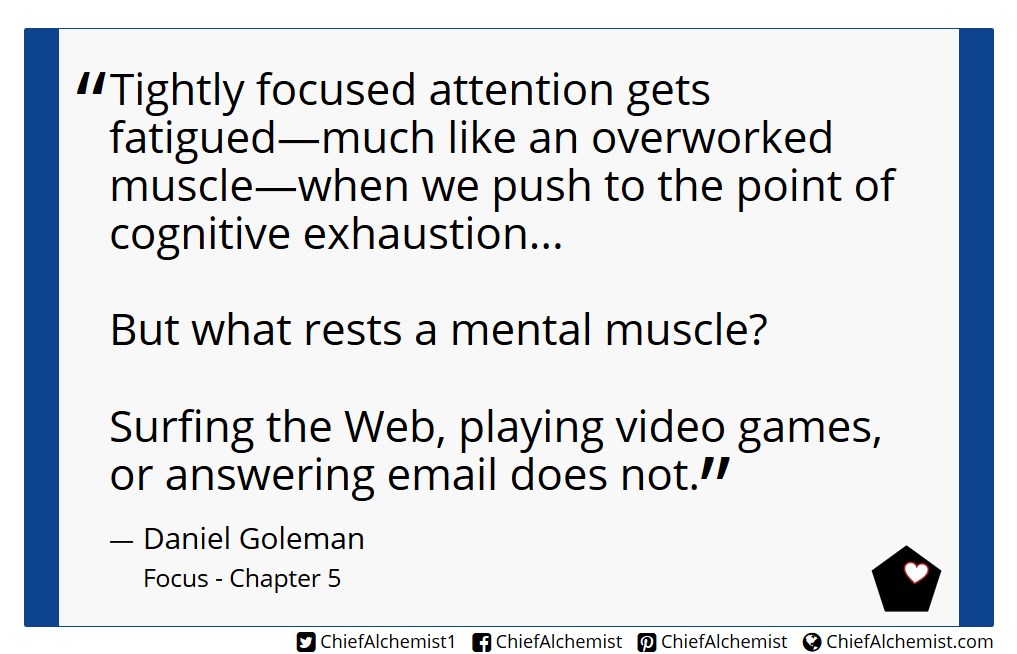 “Tightly focused attention gets
fatigued—much like an overworked
muscle—when we push to the point of
cognitive exhaustion...
But what rests a mental muscle?
Surfing the Web, playing video games,
or answering email does not.”
— Daniel Goleman
Focus - Chapter 5
ChiefAlchemist1 ChiefAlchemist ChiefAlchemist ChiefAlchemist.com